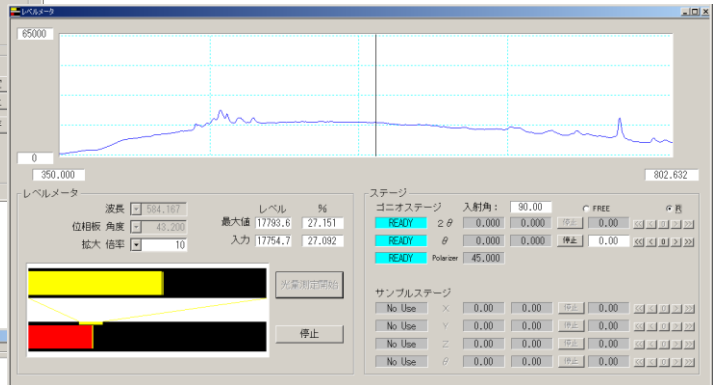 レベルメータ
65000
0
350.000
802.632
レベルメータ
波長 584.167
位相板 角度 43.200
拡大 倍率 10
レベル %
最大値 17793.6 27.151
入力 17754.7 27.092
光量測定開始
停止
ステージ
ゴニオステージ 入射角: 90.00 FREE
READY 2θ 0.000 0.000 停止 0.00 << < 0 > >>
READY θ 0.000 0.000 停止 0.00 << < 0 > >>
READY Polarizer 45.000
サンプルステージ
No Use X 0.00 0.00 停止 0.00 << < 0 > >>
No Use Y 0.00 0.00 停止 0.00 << < 0 > >>
No Use Z 0.00 0.00 停止 0.00 << < 0 > >>
No Use θ 0.00 0.00 停止 0.00 << < 0 > >>